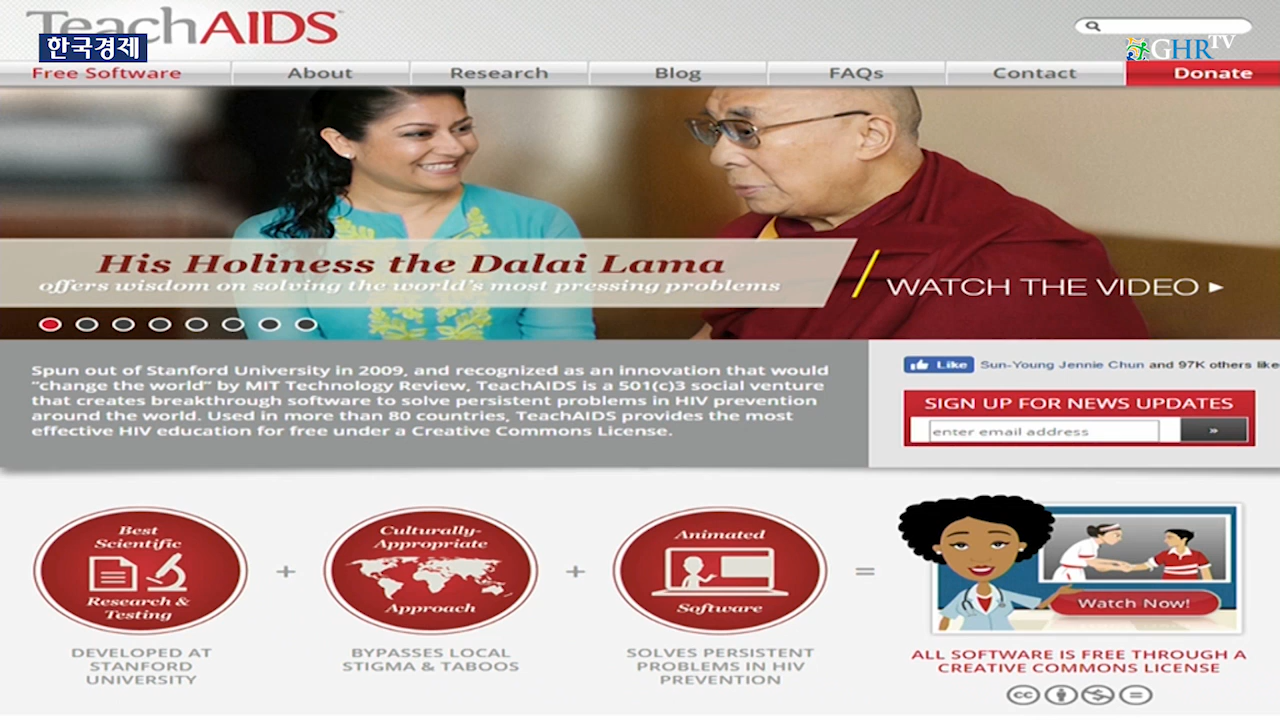 TeachAIDS
한국경제
GHR TV
Free Software
About
Research
Blog
FAQs
Contact
Donate
His Holiness the Dalai Lama
offers wisdom on solving the world's most pressing problems
WATCH THE VIDEO
Spun out of Stanford University in 2009, and recognized as an innovation that would
"change the world" by MIT Technology Review, TeachAIDS is a 501(c)3 social venture
that creates breakthrough software to solve persistent problems in HIV prevention
around the world. Used in more than 80 countries, TeachAIDS provides the most
effective HIV education for free under a Creative Commons License.
Like
Sun-Young Jennie Chun and 97K others like
SIGN UP FOR NEWS UPDATES
enter email address
»
Best
Scientific
Research &
Testing
+
Culturally-
Appropriate
Approach
+
Animated
Software
=
Watch Now!
DEVELOPED AT
STANFORD
UNIVERSITY
BYPASSES LOCAL
STIGMA & TABOOS
SOLVES PERSISTENT
PROBLEMS IN HIV
PREVENTION
ALL SOFTWARE IS FREE THROUGH A
CREATIVE COMMONS LICENSE
cc